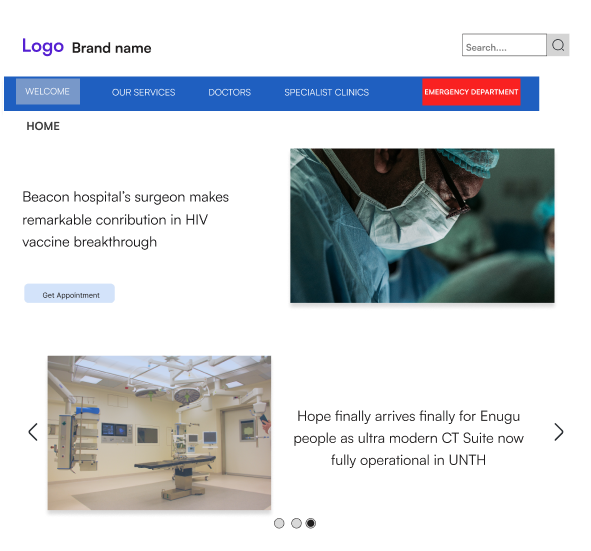 Logo Brand name
Search....
WELCOME
OUR SERVICES
DOCTORS
SPECIALIST CLINICS
EMERGENCY DEPARTMENT
HOME
Beacon hospital's surgeon makes
remarkable conribution in HIV
vaccine breakthrough
Get Appointment
Hope finally arrives finally for Enugu
people as ultra modern CT Suite now
fully operational in UNTH